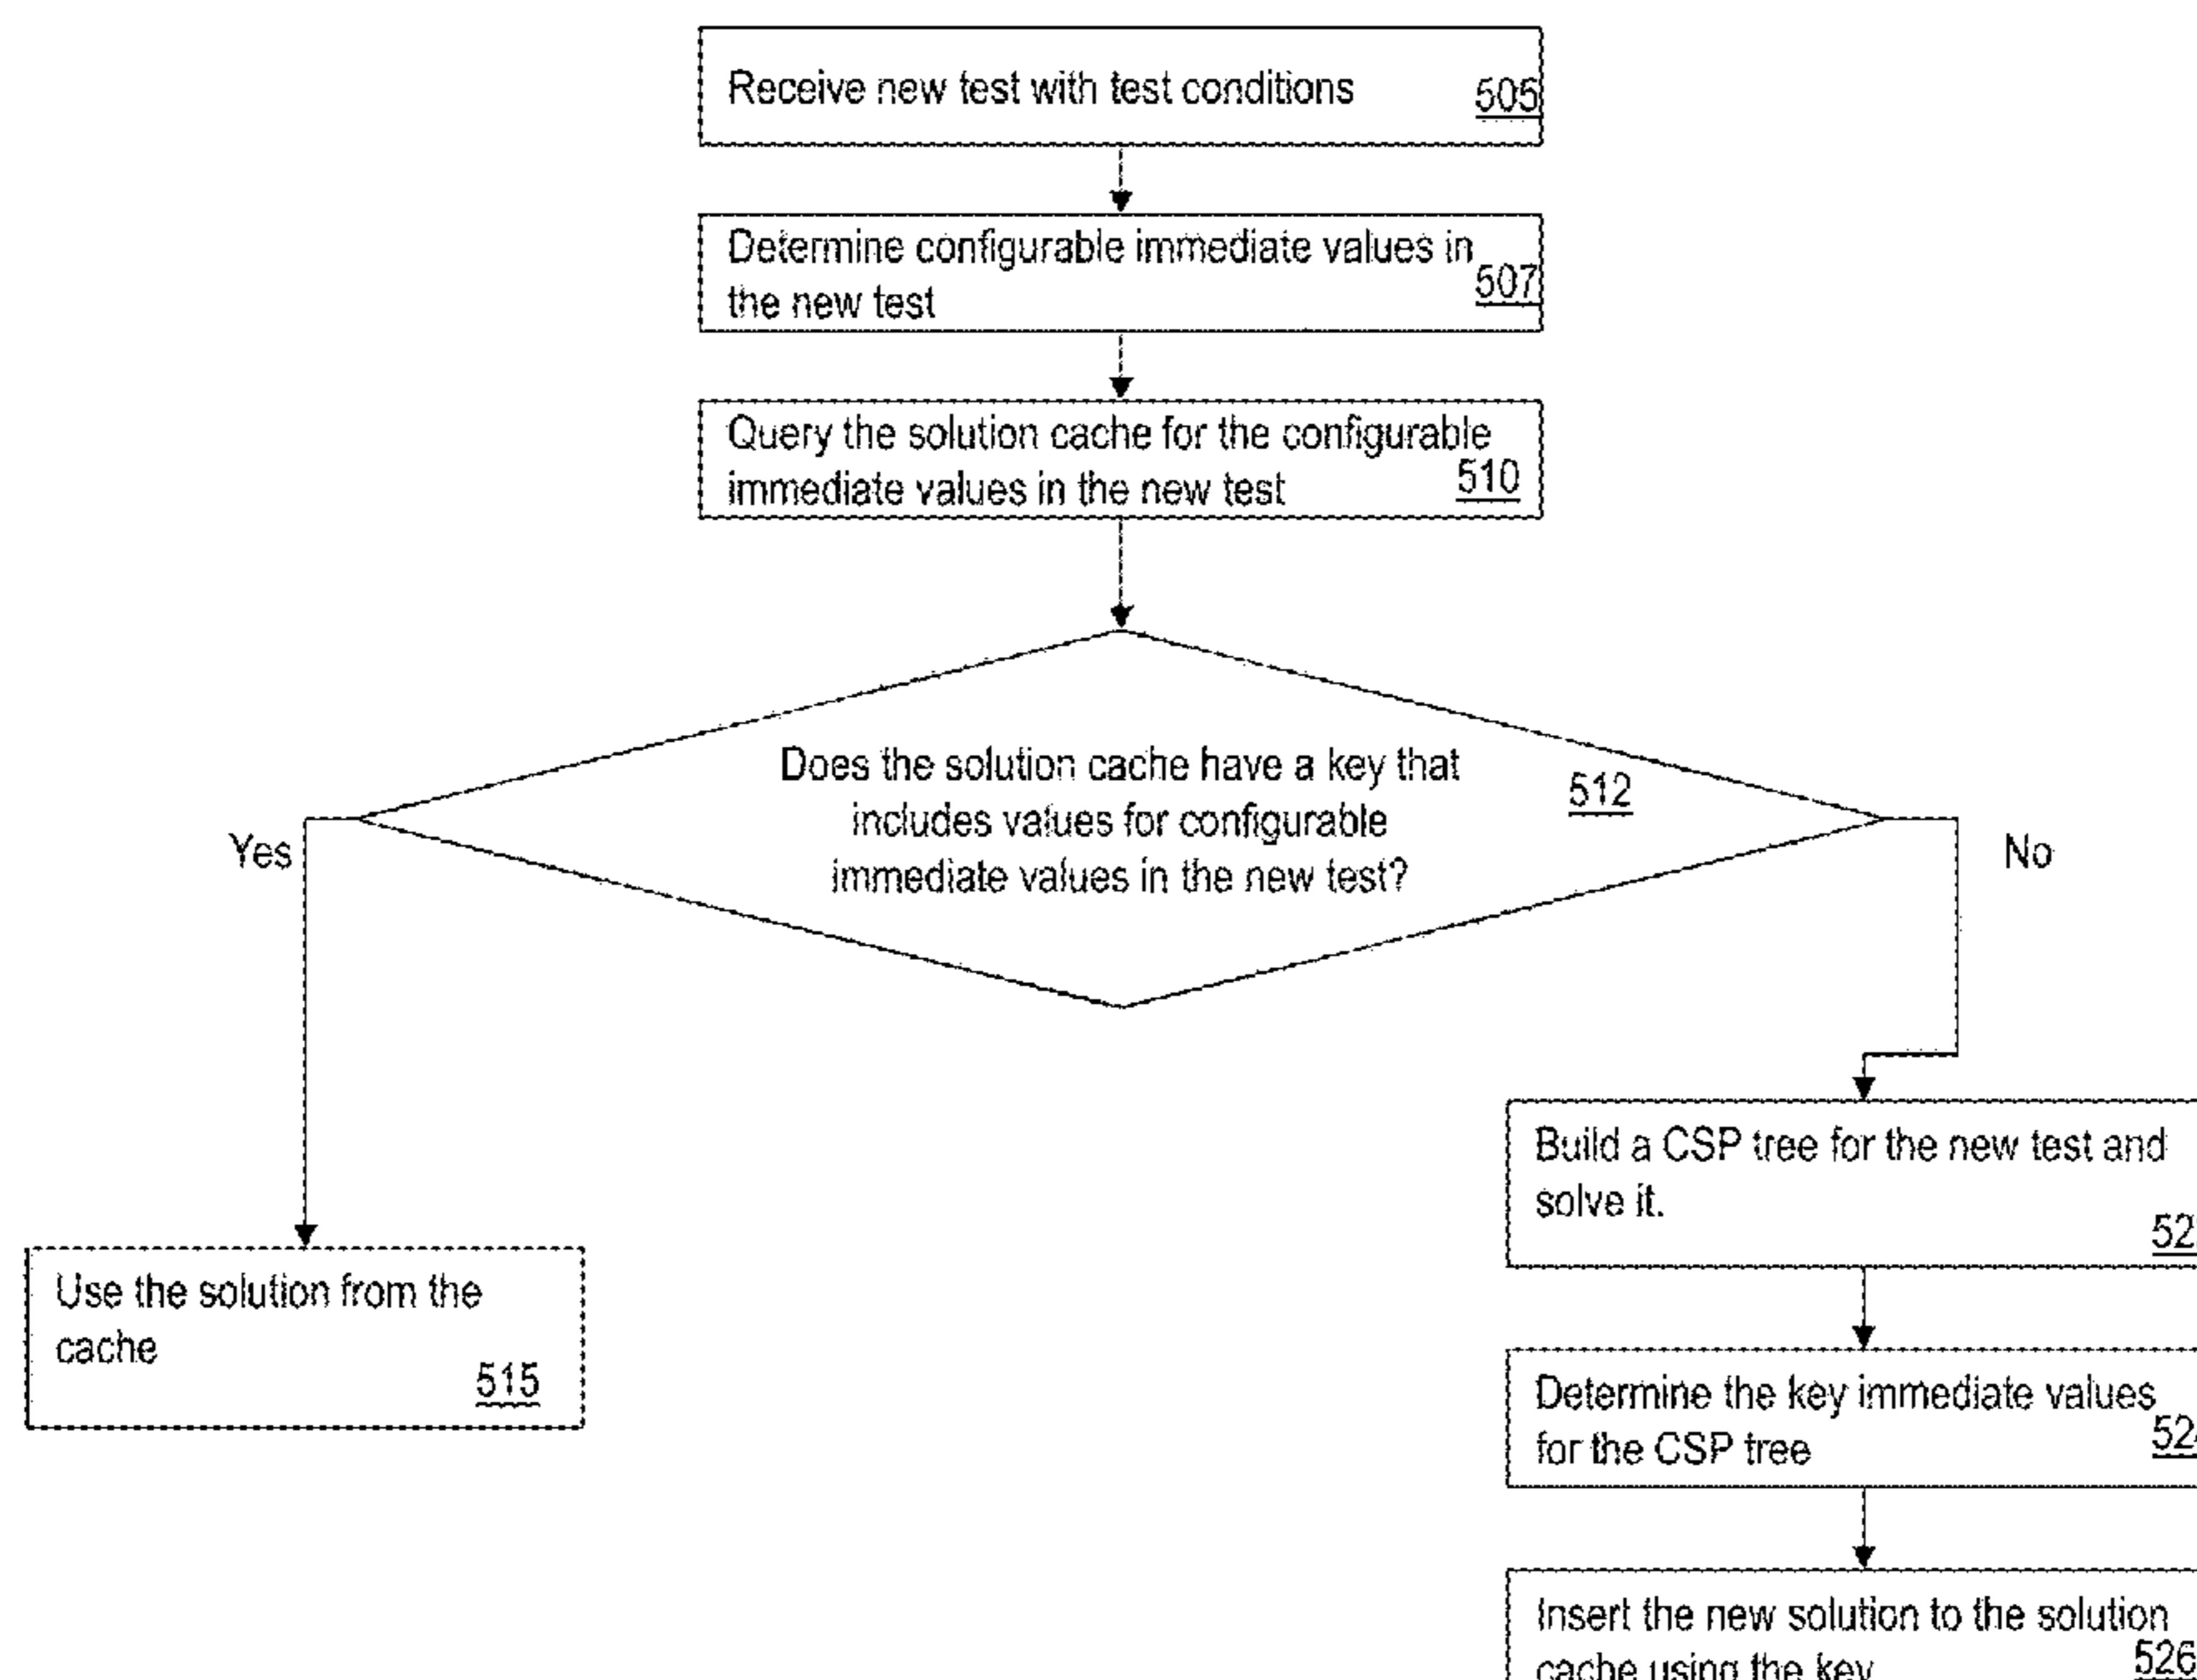 Receive new test with test conditions
505
Determine configurable immediate values in
the new test
507
Query the solution cache for the configurable
immediate values in the new test
510
Does the solution cache have a key that
includes values for configurable
immediate values in the new test?
512
Yes
No
Use the solution from the
cache
515
Build a CSP tree for the new test and
solve it.
Determine the key immediate values
for the CSP tree
Insert the new solution to the solution
cache using the key
526